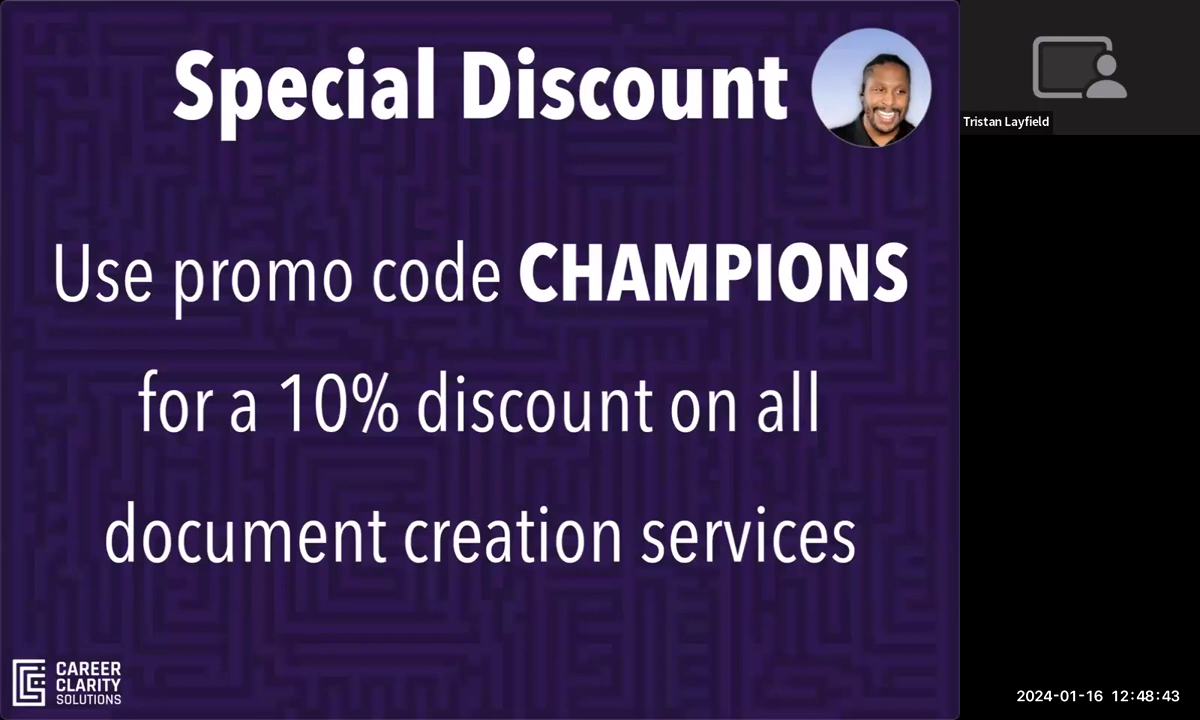 Special Discount
Use promo code CHAMPIONS
for a 10% discount on all
document creation services
CAREER
CLARITY
SOLUTIONS
Tristan Layfield
2024-01-16 12:48:43